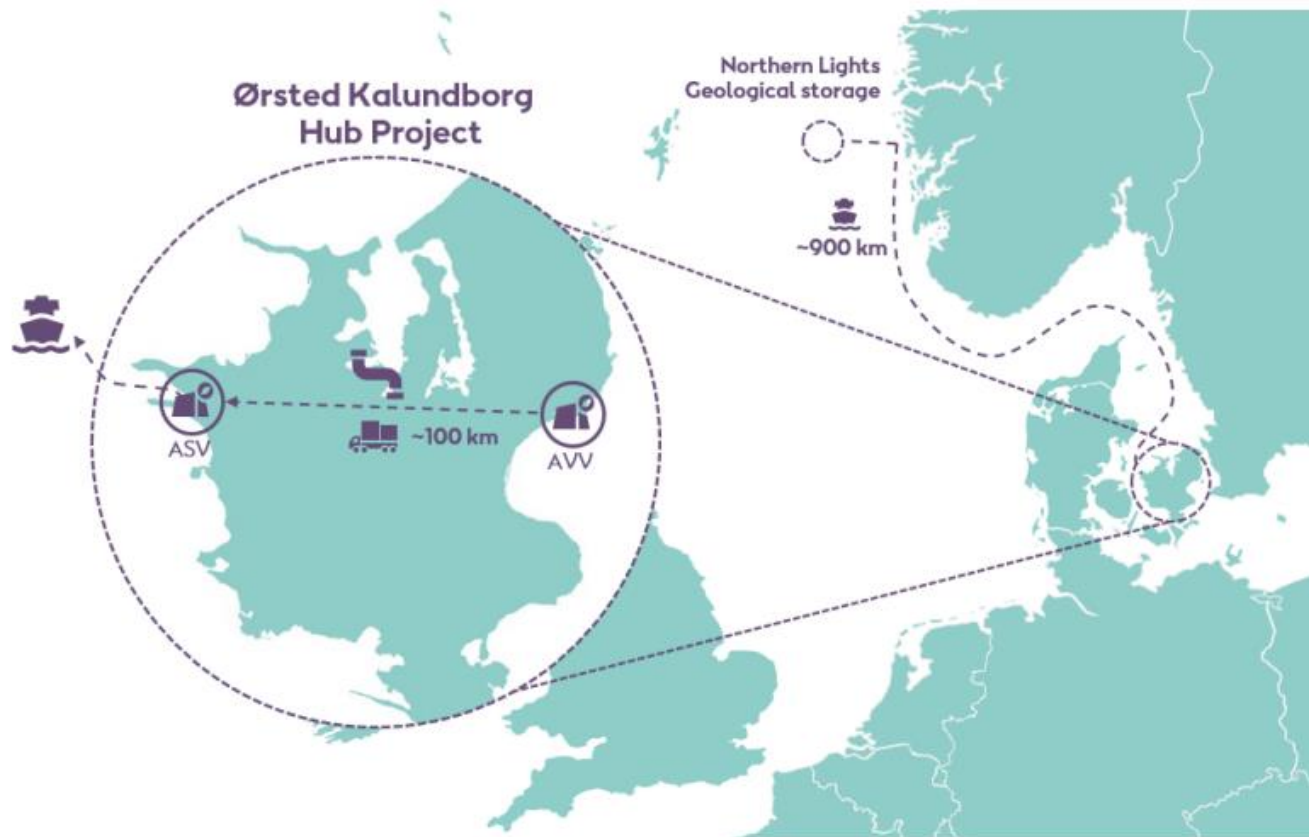 Ørsted Kalundborg
Hub Project
Northern Lights
Geological storage
~900 km
ASV
~100 km
AVV